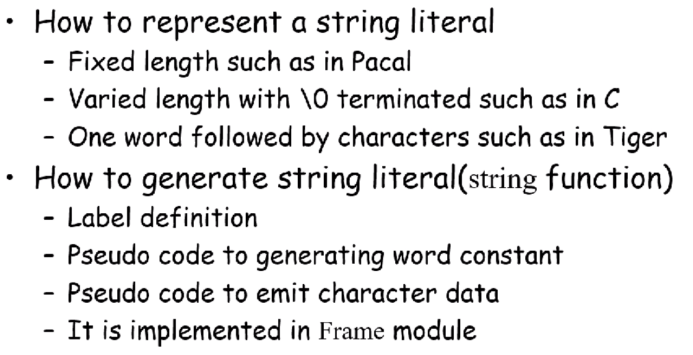 • How to represent a string literal
– Fixed length such as in Pacal
– Varied length with \0 terminated such as in C
– One word followed by characters such as in Tiger
• How to generate string literal(string function)
– Label definition
– Pseudo code to generating word constant
– Pseudo code to emit character data
– It is implemented in Frame module